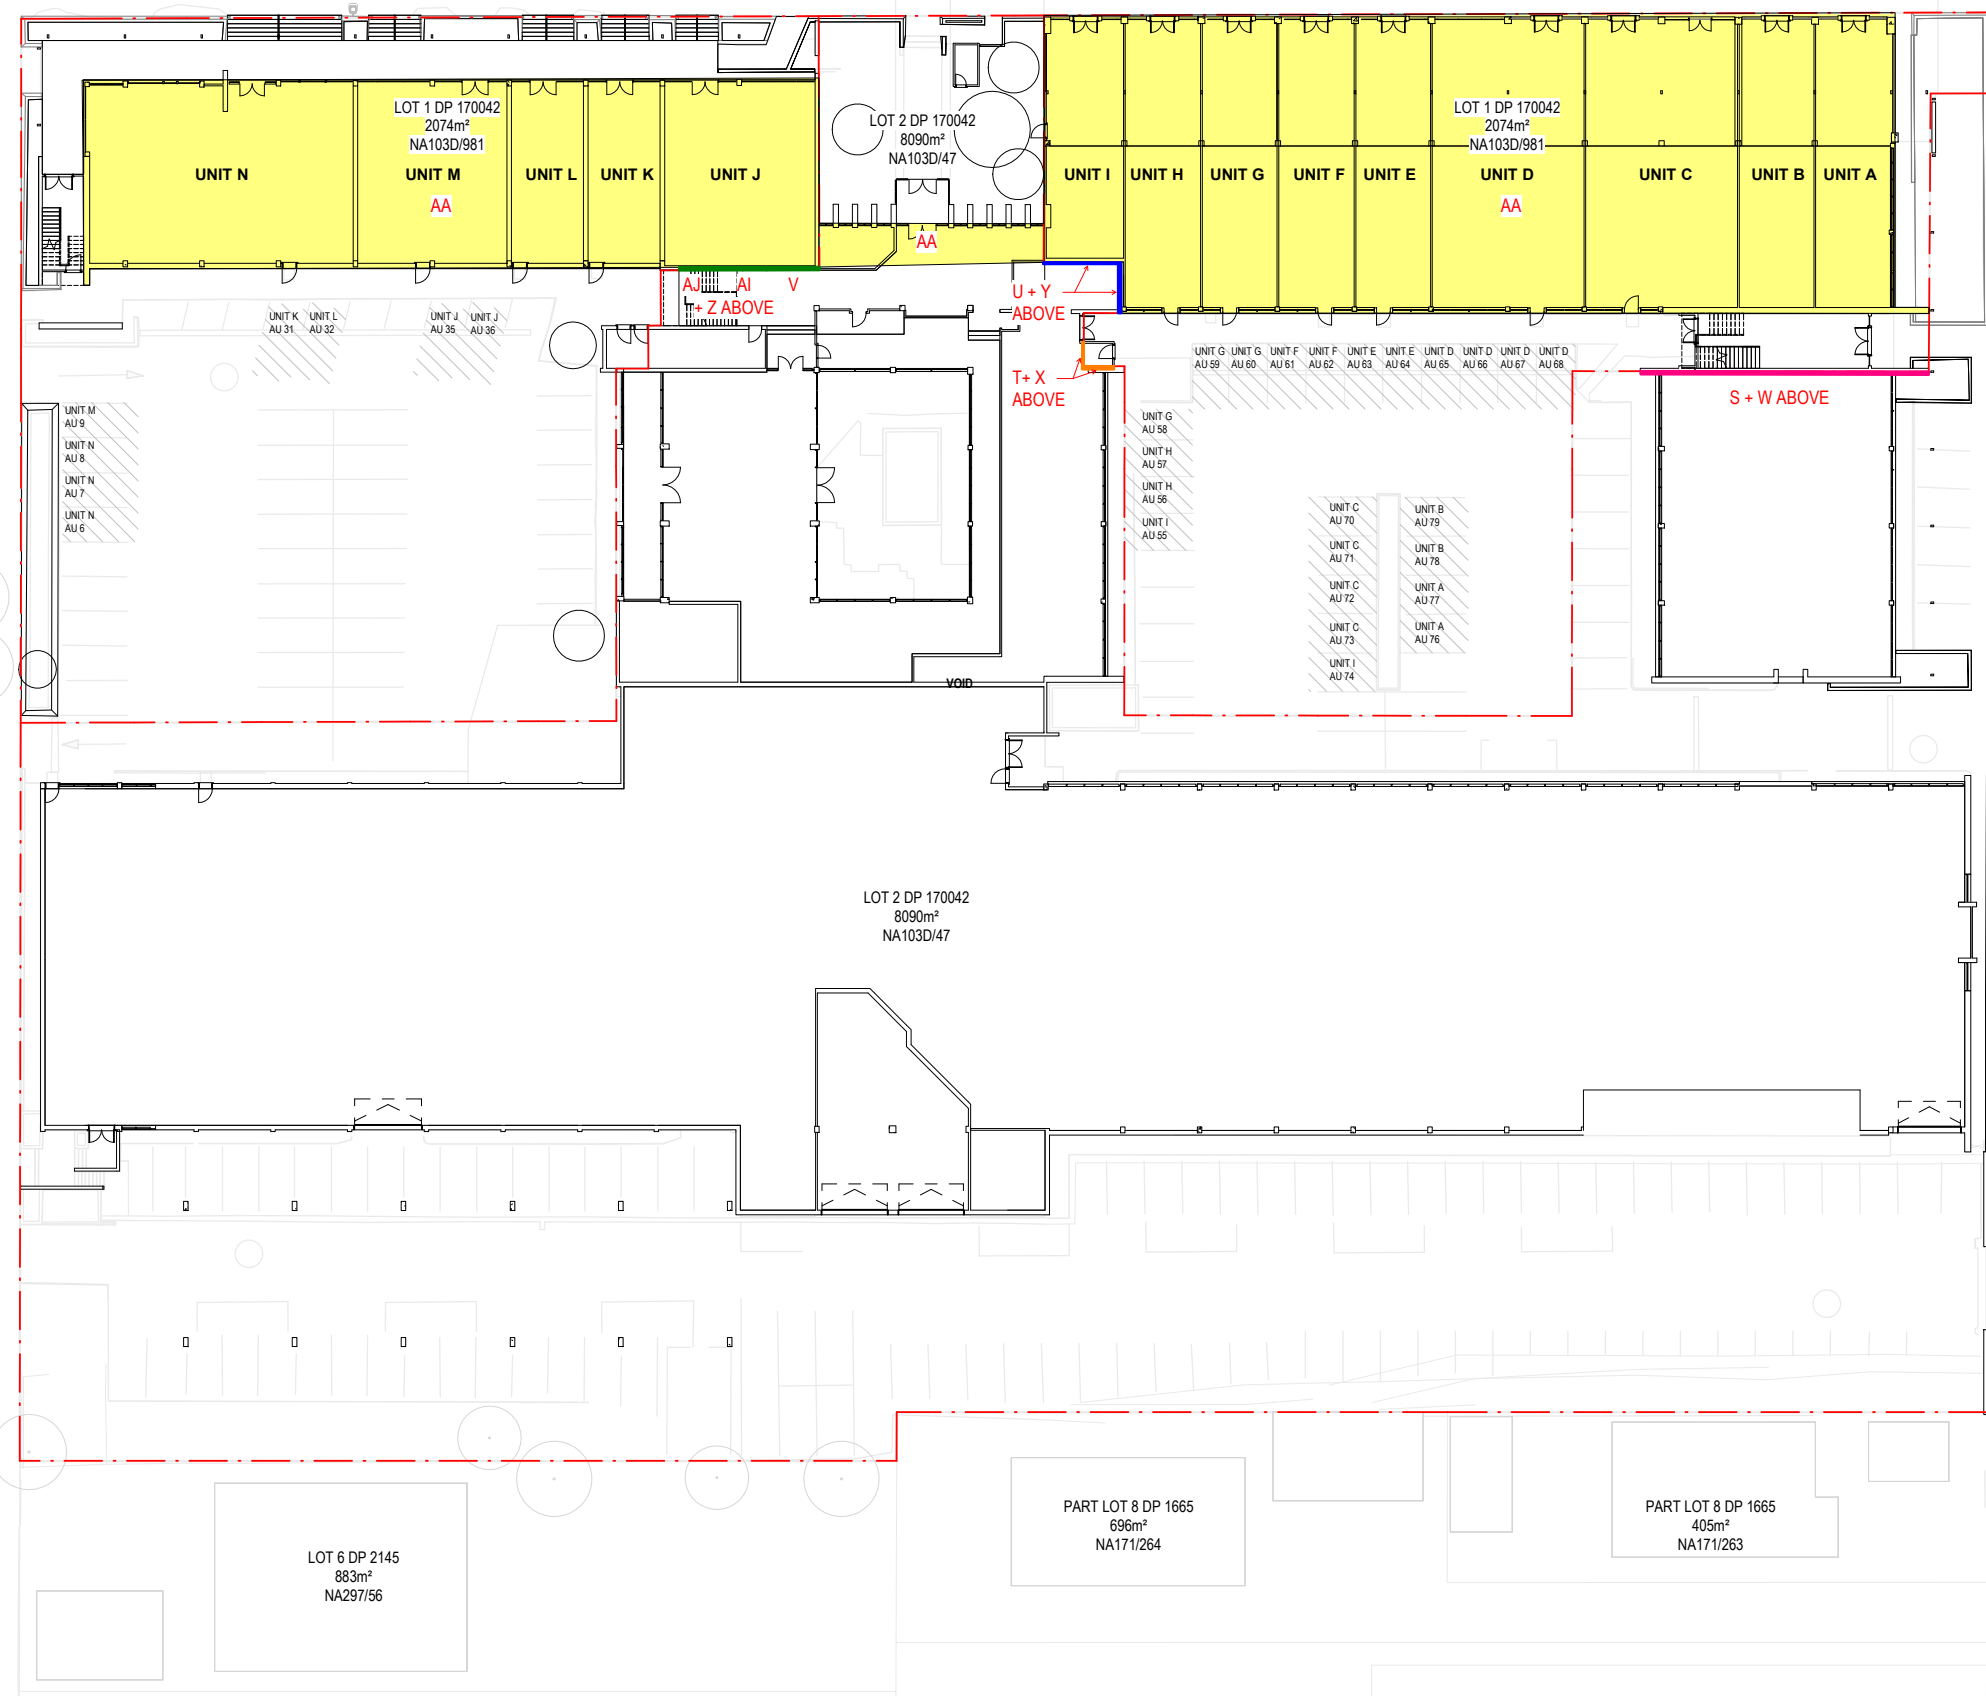 LOT 1 DP 170042
2074m²
NA103D/981
LOT 2 DP 170042
8090m²
NA103D/47
LOT 1 DP 170042
2074m²
NA103D/981
UNIT N
UNIT M
UNIT L
UNIT K
UNIT J
UNIT I
UNIT H
UNIT G
UNIT F
UNIT E
UNIT D
UNIT C
UNIT B
UNIT A
AA
AA
AA
AJ AI V
+ Z ABOVE
U + Y
ABOVE
T+ X
ABOVE
S + W ABOVE
UNIT K
AU 31
UNIT L
AU 32
UNIT J
AU 35
UNIT J
AU 36
UNIT G
AU 59
UNIT G
AU 60
UNIT F
AU 61
UNIT F
AU 62
UNIT E
AU 63
UNIT E
AU 64
UNIT D
AU 65
UNIT D
AU 66
UNIT D
AU 67
UNIT D
AU 68
UNIT M
AU 9
UNIT N
AU 8
UNIT N
AU 7
UNIT N
AU 6
UNIT G
AU 58
UNIT H
AU 57
UNIT H
AU 56
UNIT I
AU 55
UNIT C
AU 70
UNIT C
AU 71
UNIT C
AU 72
UNIT C
AU 73
UNIT I
AU 74
UNIT B
AU 79
UNIT B
AU 78
UNIT A
AU 77
UNIT A
AU 76
VOID
LOT 2 DP 170042
8090m²
NA103D/47
LOT 6 DP 2145
883m²
NA297/56
PART LOT 8 DP 1665
696m²
NA171/264
PART LOT 8 DP 1665
405m²
NA171/263